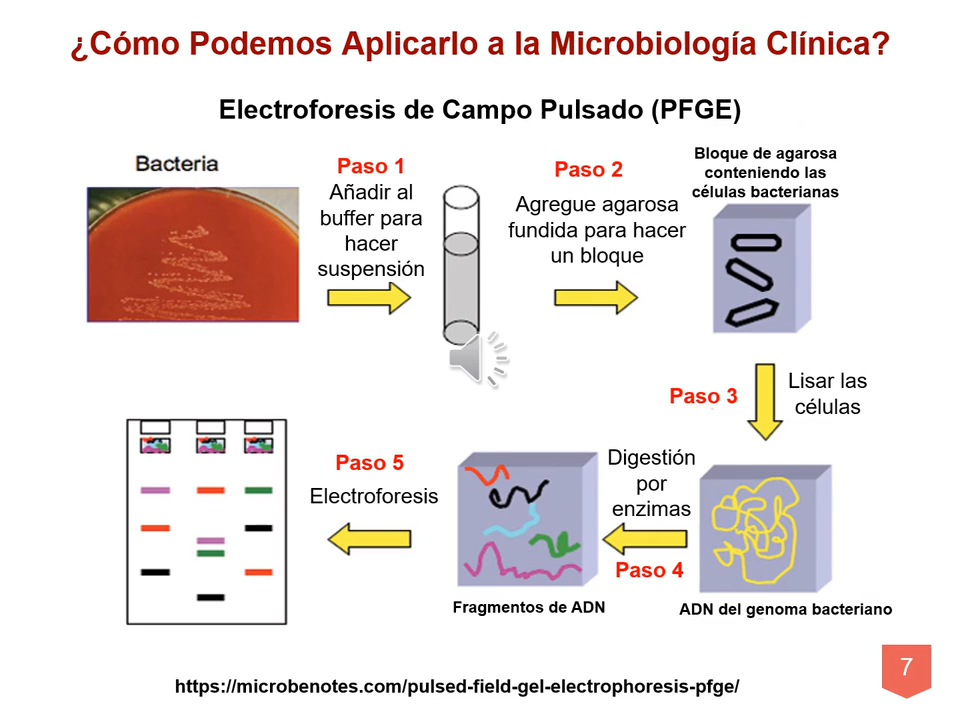 ¿Cómo Podemos Aplicarlo a la Microbiología Clínica?
Electroforesis de Campo Pulsado (PFGE)
Bacteria
Paso 1
Añadir al
buffer para
hacer
suspensión
Paso 2
Agregue agarosa
fundida para hacer
un bloque
Bloque de agarosa
conteniendo las
células bacterianas
Paso 3
Lisar las
células
Digestión
por
enzimas
Paso 4
ADN del genoma bacteriano
Fragmentos de ADN
Paso 5
Electroforesis
https://microbenotes.com/pulsed-field-gel-electrophoresis-pfge/
7